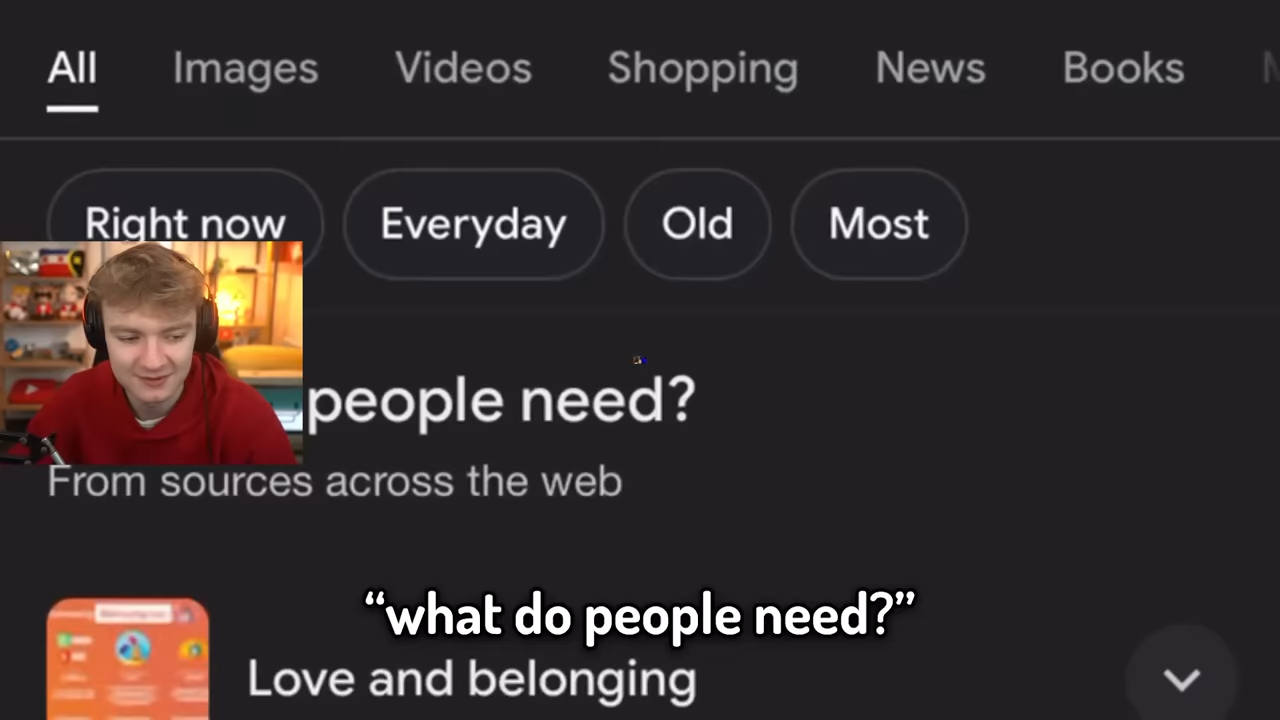 All Images Videos Shopping News Books
Right now Everyday Old Most
people need?
From sources across the web
“what do people need?”
Love and belonging